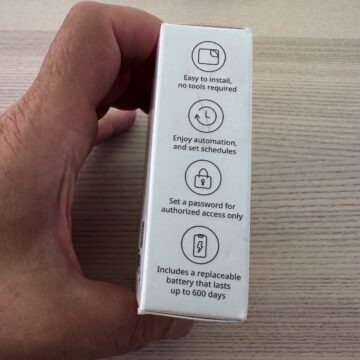 Easy to install,
no tools required
Enjoy automation,
and set schedules
Set a password for
authorized access only
Includes a replaceable
battery that lasts
up to 600 days